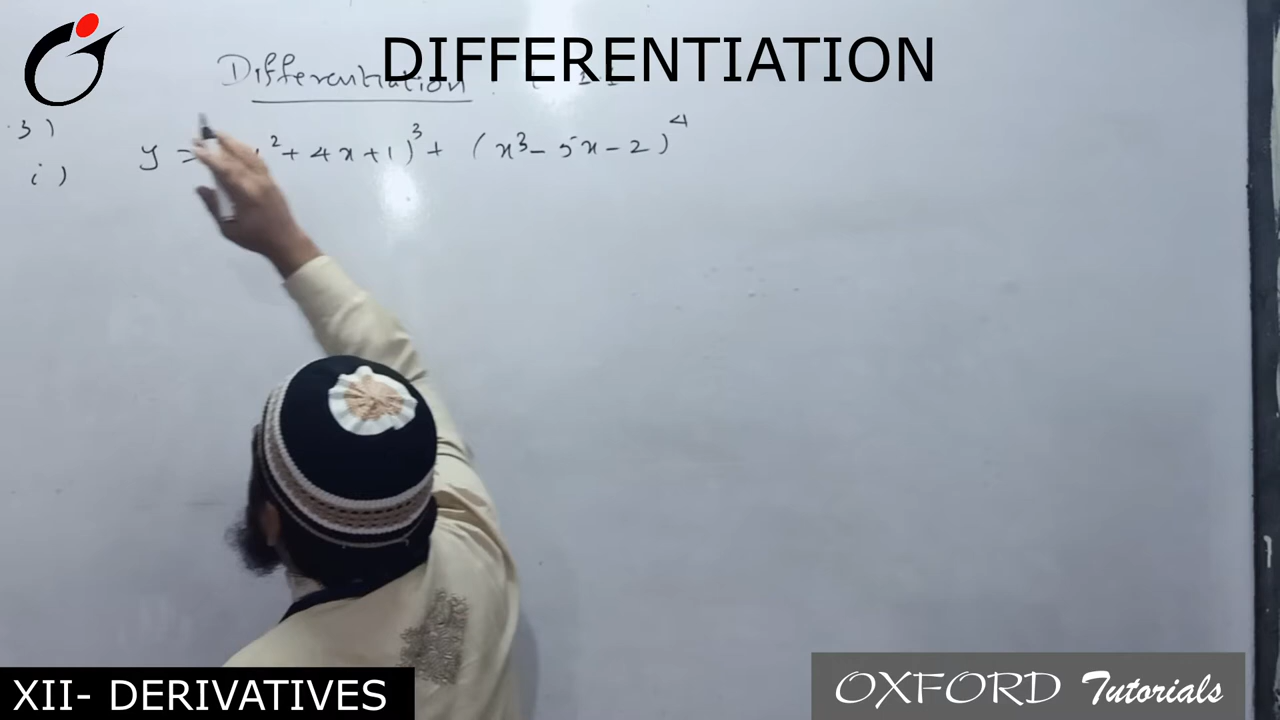 DIFFERENTIATION
Differentiation
3)
i) y = ²+ 4x+1)³+ (x³- 5x-2)⁴
XII- DERIVATIVES
OXFORD Tutorials